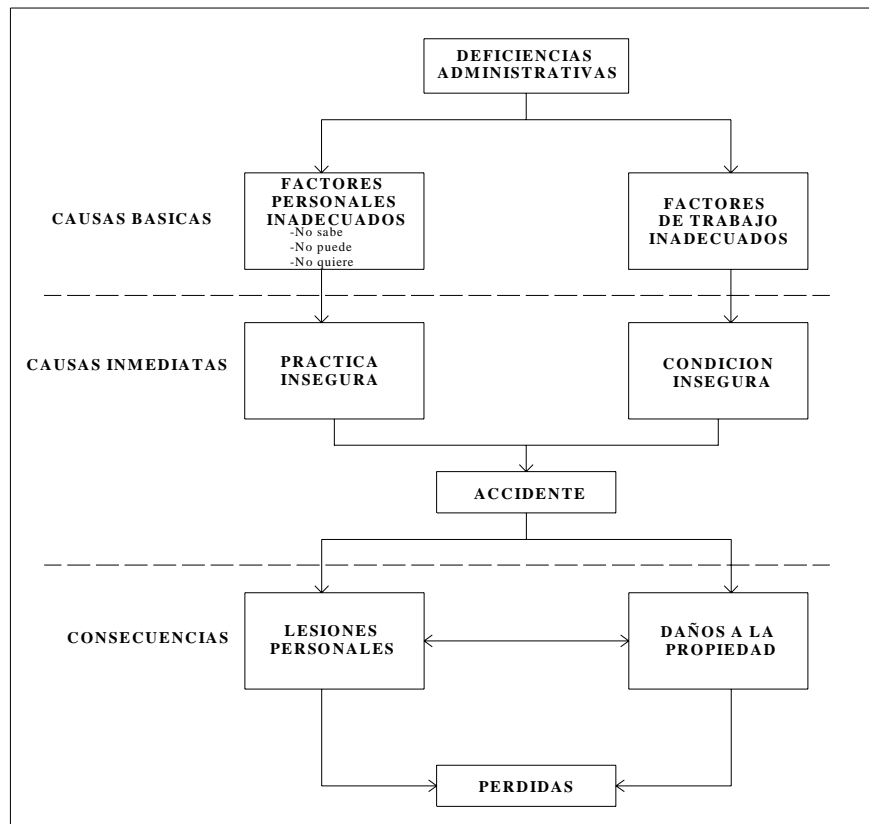 DEFICIENCIAS
ADMINISTRATIVAS
CAUSAS BASICAS
FACTORES
PERSONALES
INADECUADOS
-No sabe
-No puede
-No quiere
FACTORES
DE TRABAJO
INADECUADOS
CAUSAS INMEDIATAS
PRACTICA
INSEGURA
CONDICION
INSEGURA
ACCIDENTE
CONSECUENCIAS
LESIONES
PERSONALES
DAÑOS A LA
PROPIEDAD
PERDIDAS